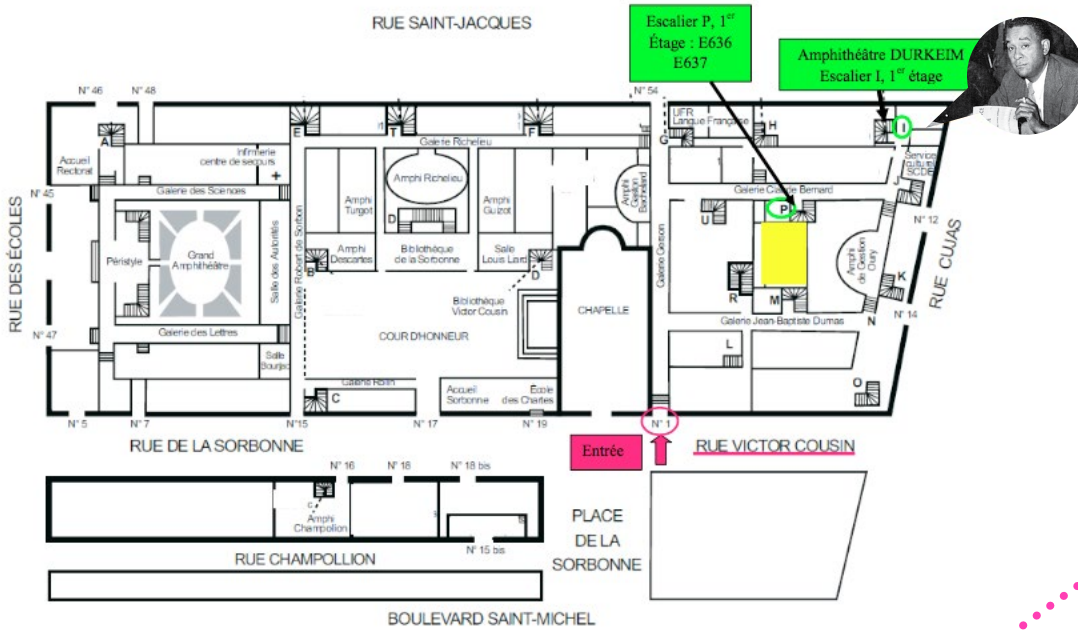 RUE SAINT-JACQUES
Escalier P, 1er
Étage : E636
E637
Amphithéâtre DURKEIM
Escalier I, 1er étage
N° 46
N° 48
N° 54
A
E
T
F
G
H
I
UFR
Langue Française
Galerie Richelieu
Accueil
Rectorat
Infirmerie
centre de secours
+
Amphi Richelieu
Amphi
Turgot
Amphi
Guizot
Amphi
Gestion
Bachelard
Service
culturel
SCDE
J
N° 45
Galerie des Sciences
Galerie Claude Bernard
N° 12
RUE DES ÉCOLES
Péristyle
Grand
Amphithéâtre
Salle des Autorités
Galerie Robert de Sorbon
D
U
P
Amphi
Descartes
Bibliothèque
de la Sorbonne
Salle
Louis Liard
B
D
Galerie Gerson
Amphi
de Gestion
Oury
K
RUE CUJAS
R
M
N
N° 14
Bibliothèque
Victor Cousin
CHAPELLE
N° 47
Galerie des Lettres
COUR D'HONNEUR
Galerie Jean-Baptiste Dumas
Salle
Bourjac
L
O
Galerie Rollin
C
Accueil
Sorbonne
École
des Chartes
N° 5
N° 7
N°15
N° 17
N° 19
N° 1
RUE DE LA SORBONNE
Entrée
RUE VICTOR COUSIN
N° 16
N° 18
N° 18 bis
Amphi
Champollion
N° 15 bis
PLACE
DE LA
SORBONNE
RUE CHAMPOLLION
BOULEVARD SAINT-MICHEL